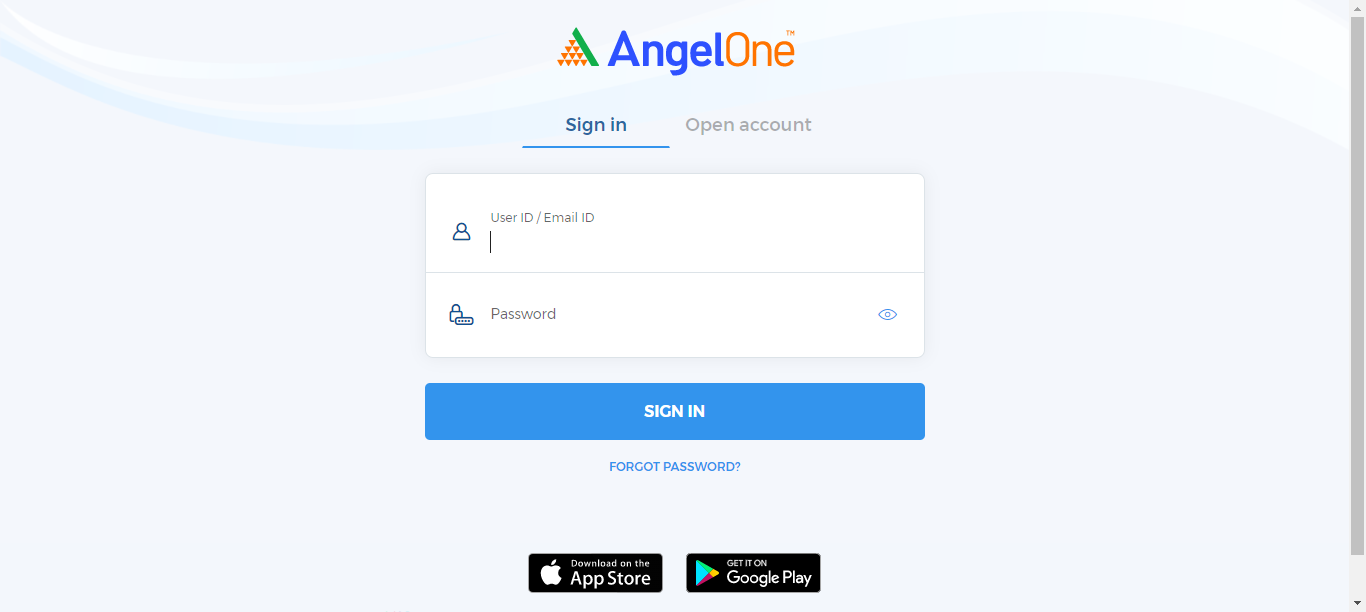 AngelOne™
Sign in Open account
User ID / Email ID
Password
SIGN IN
FORGOT PASSWORD?
Download on the GET IT ON
App Store Google Play